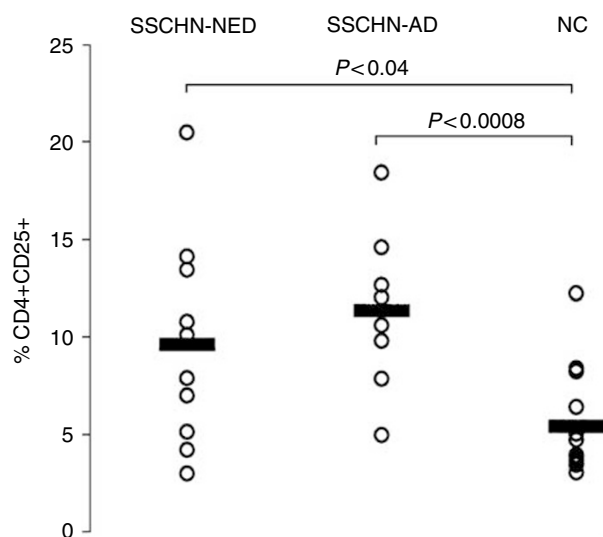 SSCHN-NED SSCHN-AD NC
25
P<0.04
P<0.0008
20
15
% CD4+CD25+
10
5
0